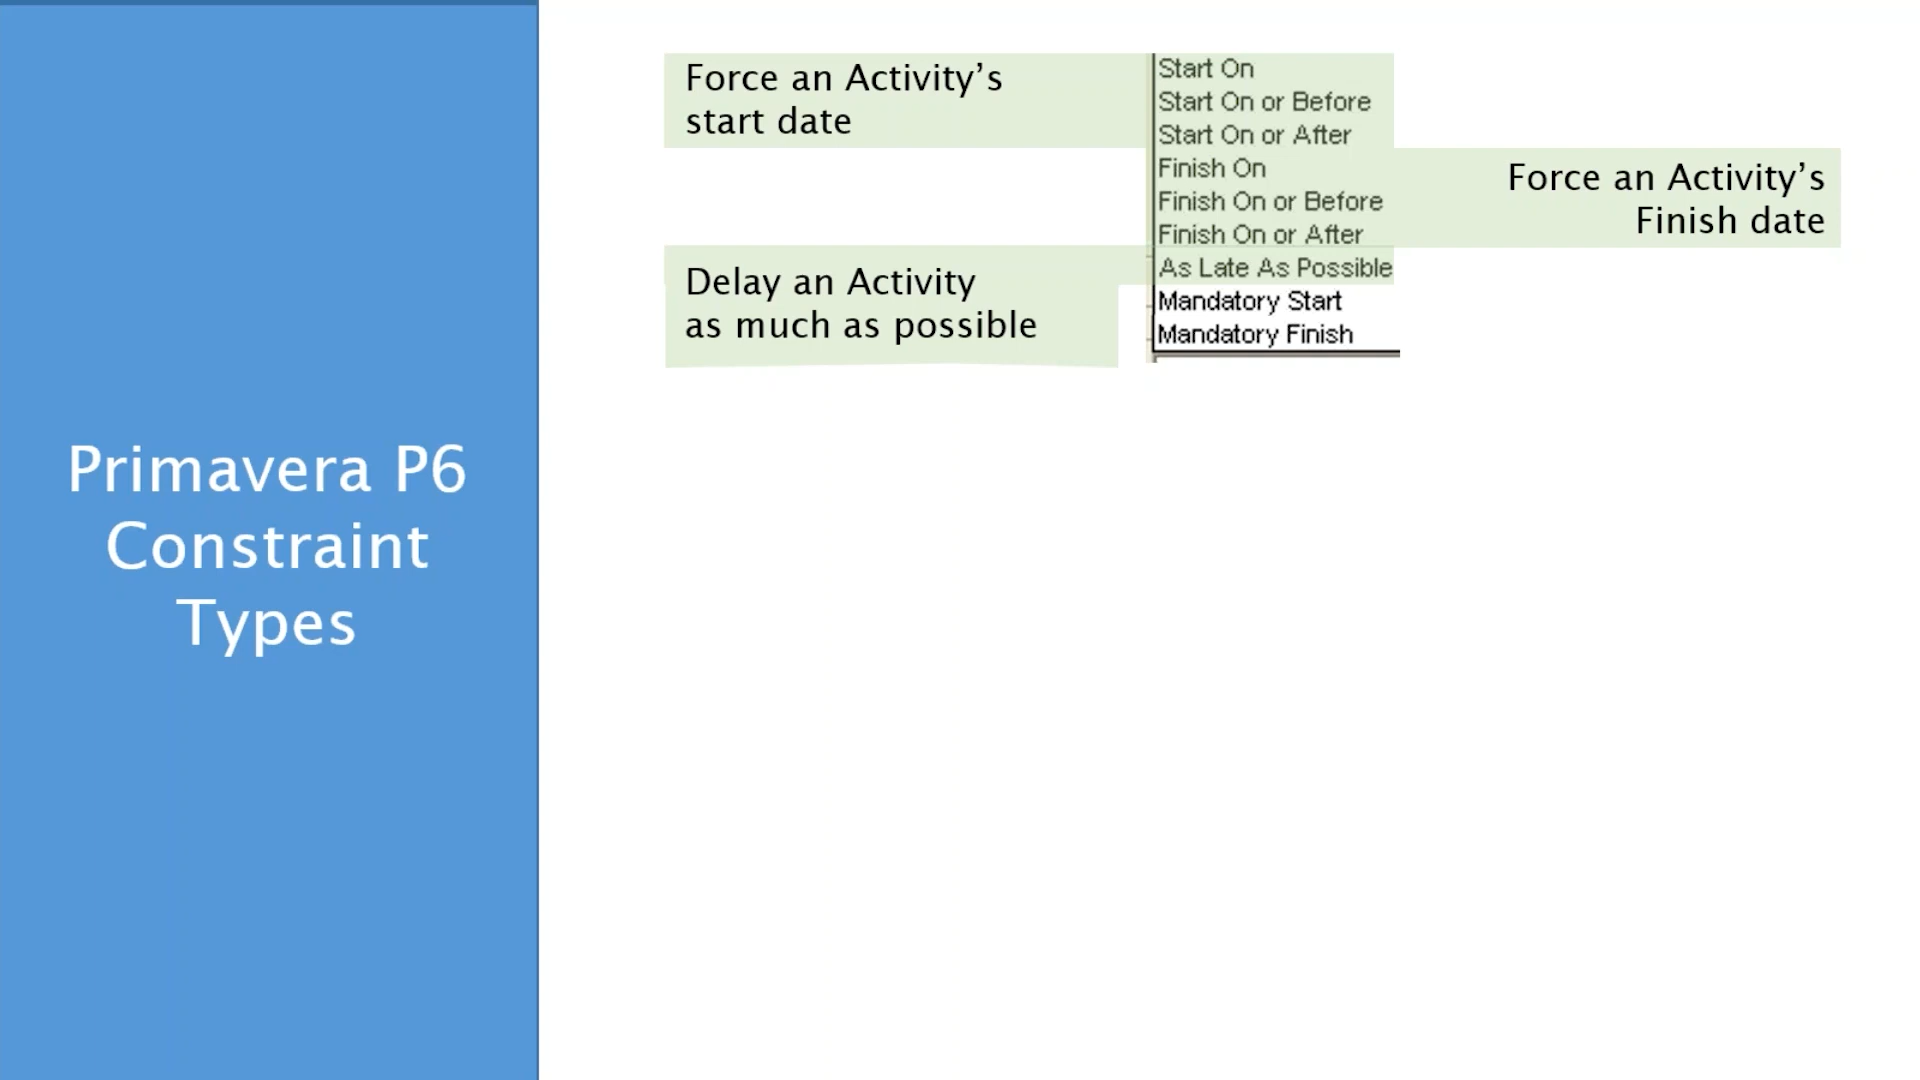 Primavera P6
Constraint
Types
Force an Activity’s
start date
Start On
Start On or Before
Start On or After
Finish On
Finish On or Before
Finish On or After
As Late As Possible
Mandatory Start
Mandatory Finish
Force an Activity’s
Finish date
Delay an Activity
as much as possible